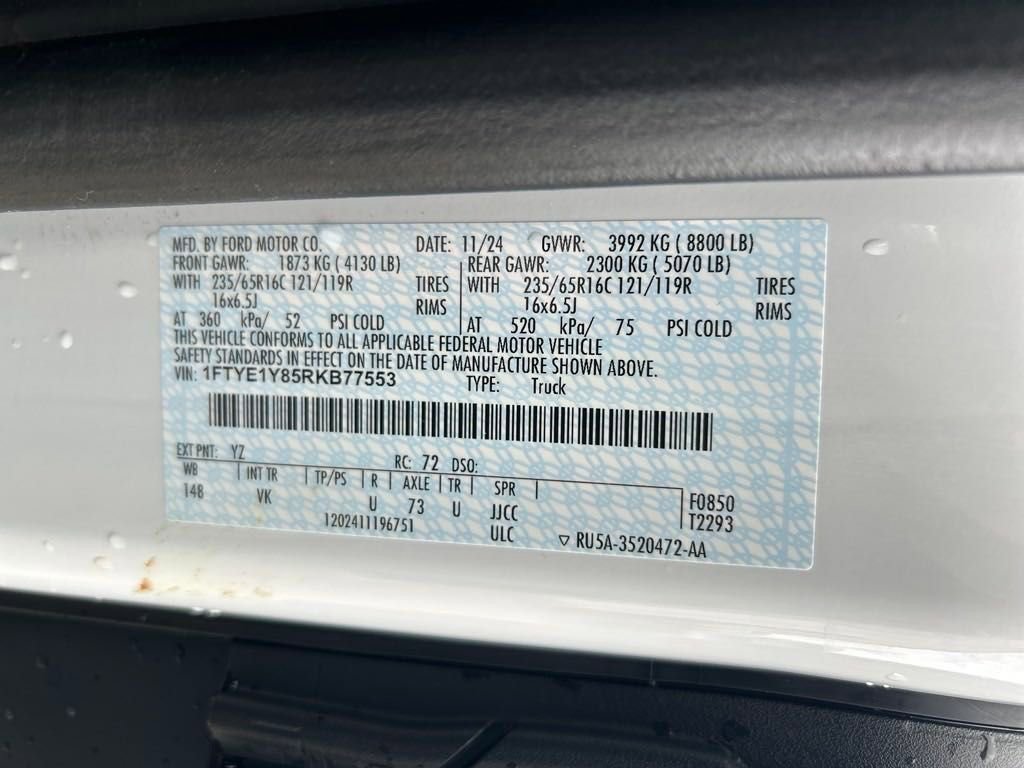 MFD. BY FORD MOTOR CO. DATE: 11/24 GVWR: 3992 KG ( 8800 LB)
FRONT GAWR: 1873 KG ( 4130 LB) REAR GAWR: 2300 KG ( 5070 LB)
WITH 235/65R16C 121/119R TIRES WITH 235/65R16C 121/119R TIRES
16x6.5J RIMS 16x6.5J RIMS
AT 360 kPa/ 52 PSI COLD AT 520 kPa/ 75 PSI COLD
THIS VEHICLE CONFORMS TO ALL APPLICABLE FEDERAL MOTOR VEHICLE
SAFETY STANDARDS IN EFFECT ON THE DATE OF MANUFACTURE SHOWN ABOVE.
VIN: 1FTYE1Y85RKB77553 TYPE: Truck
EXT PNT: YZ RC: 72 DSO:
WB INT TR TP/PS R AXLE TR SPR
148 VK U 73 U JJCC F0850
1202411196751 ULC T2293
▽ RU5A-3520472-AA